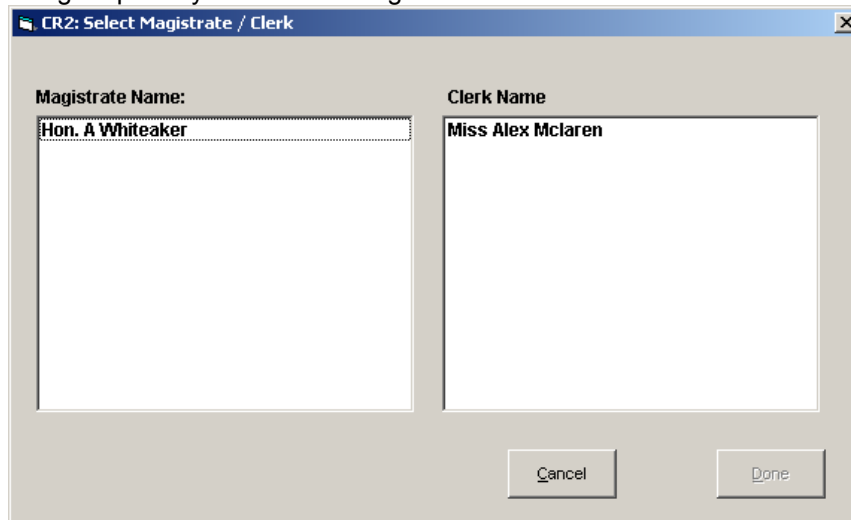 CR2: Select Magistrate / Clerk
Magistrate Name:
Clerk Name
Hon. A Whiteaker
Miss Alex Mclaren
Cancel
Done